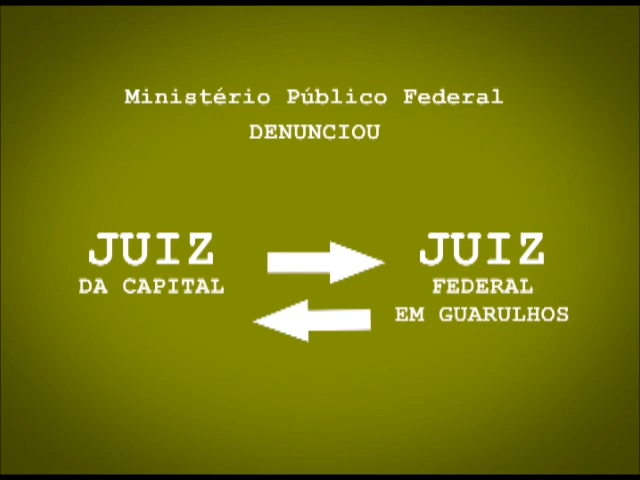 Ministério Público Federal
DENUNCIOU
JUIZ
DA CAPITAL
JUIZ
FEDERAL
EM GUARULHOS